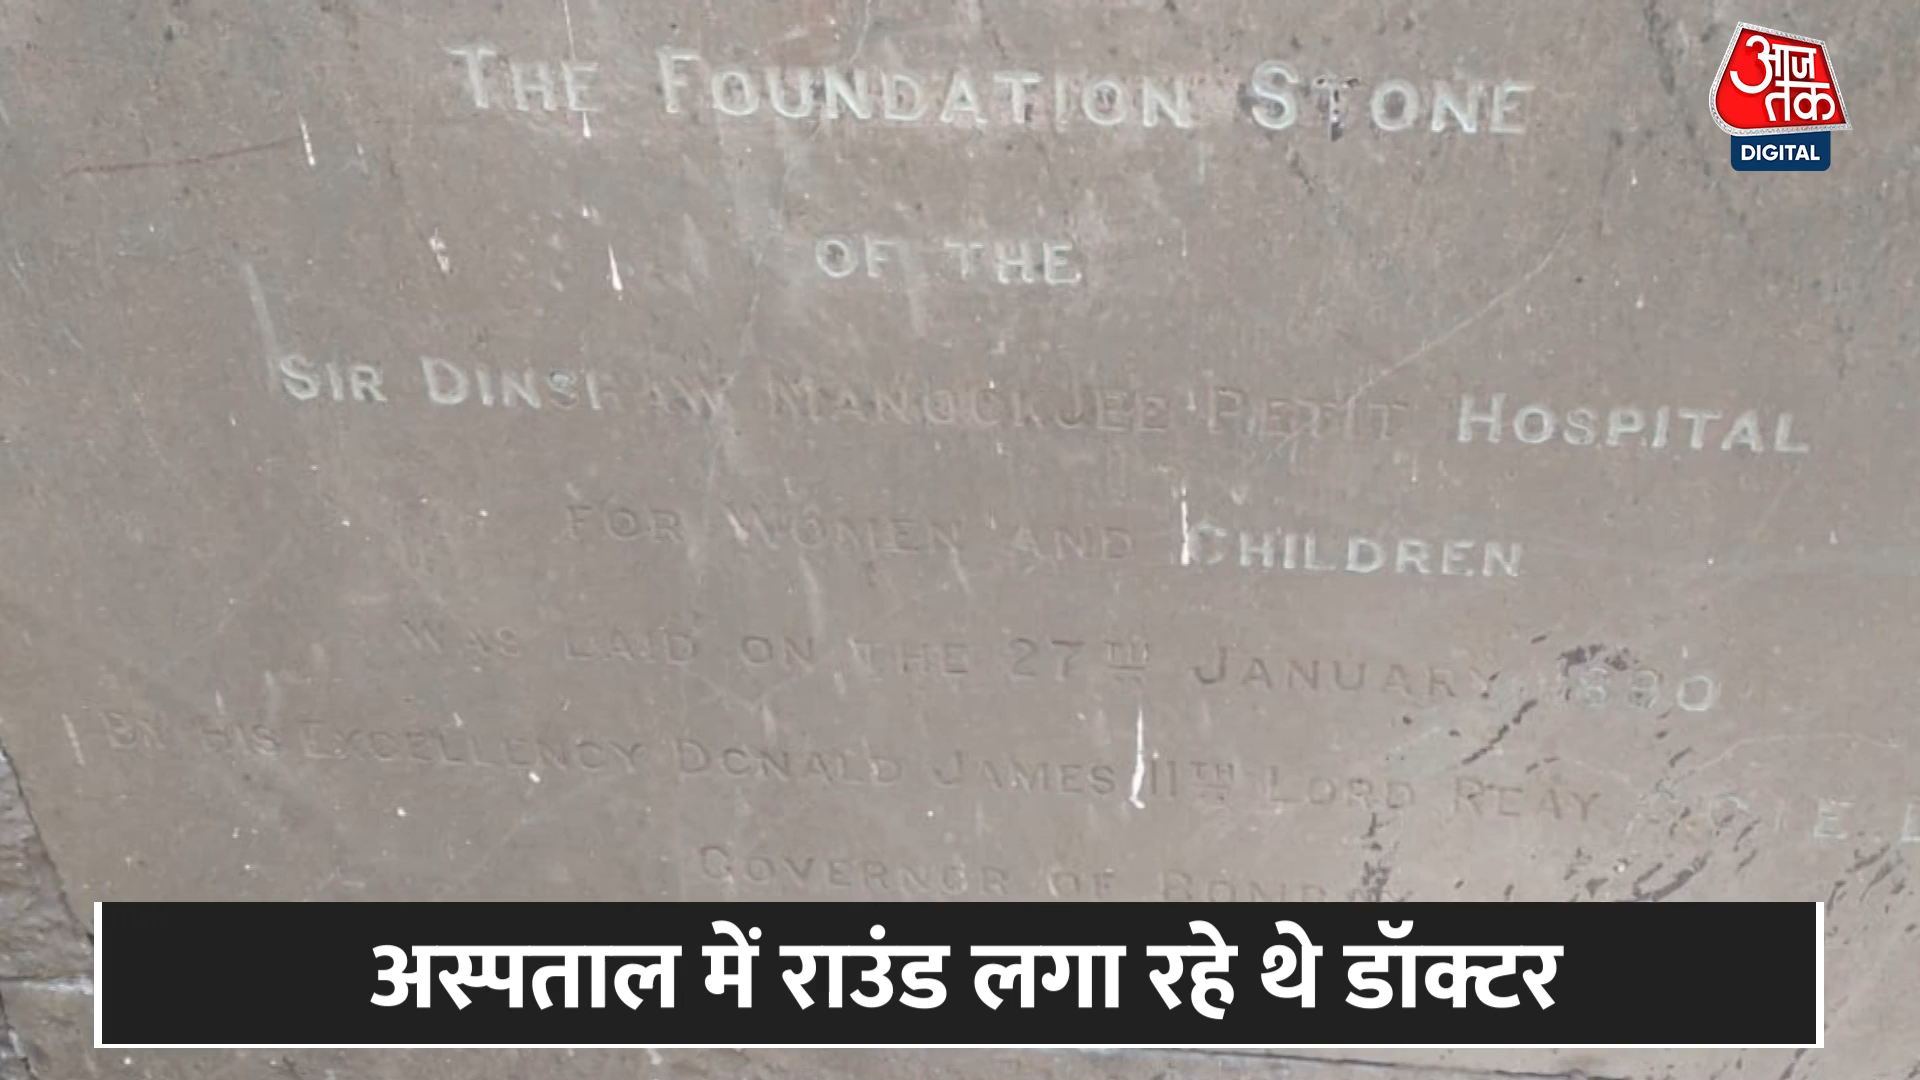 THE FOUNDATION STONE
OF THE
SIR DINSHAW MANOCKJEE PETIT HOSPITAL
FOR WOMEN AND CHILDREN
WAS LAID ON THE 27TH JANUARY
BY HIS EXCELLENCY DONALD JAMES 11TH LORD REAY
GOVERNOR OF BOMBAY
आज तक
DIGITAL
अस्पताल में राउंड लगा रहे थे डॉक्टर